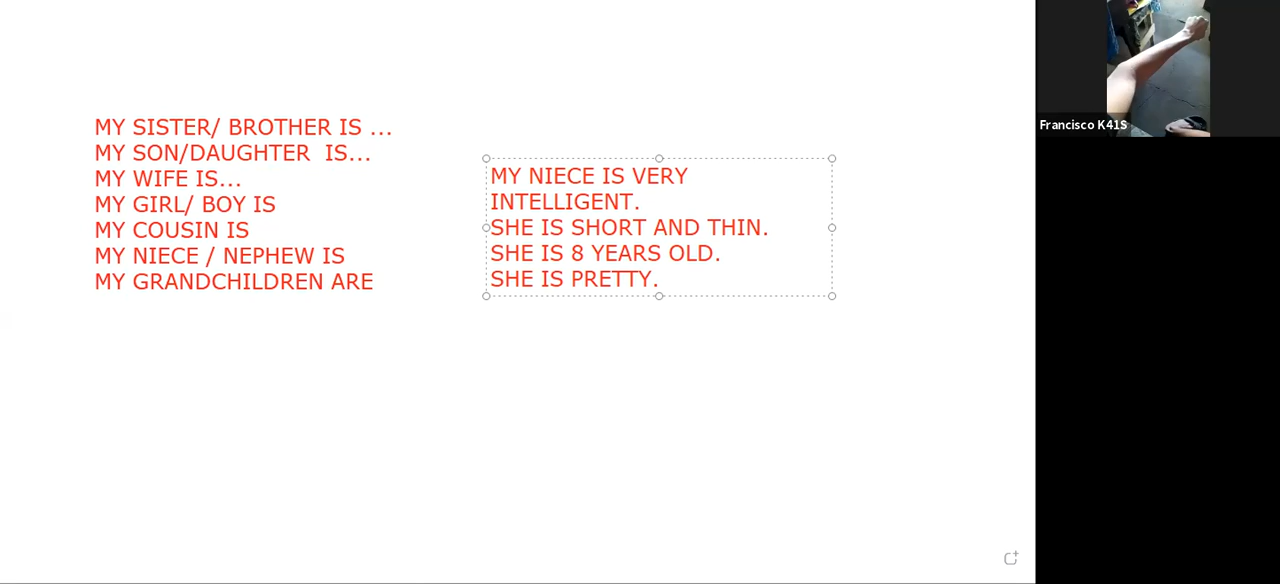 MY SISTER/ BROTHER IS ...
MY SON/DAUGHTER  IS...
MY WIFE IS...
MY GIRL/ BOY IS
MY COUSIN IS
MY NIECE / NEPHEW IS
MY GRANDCHILDREN ARE
MY NIECE IS VERY
INTELLIGENT.
SHE IS SHORT AND THIN.
SHE IS 8 YEARS OLD.
SHE IS PRETTY.
Francisco K41S